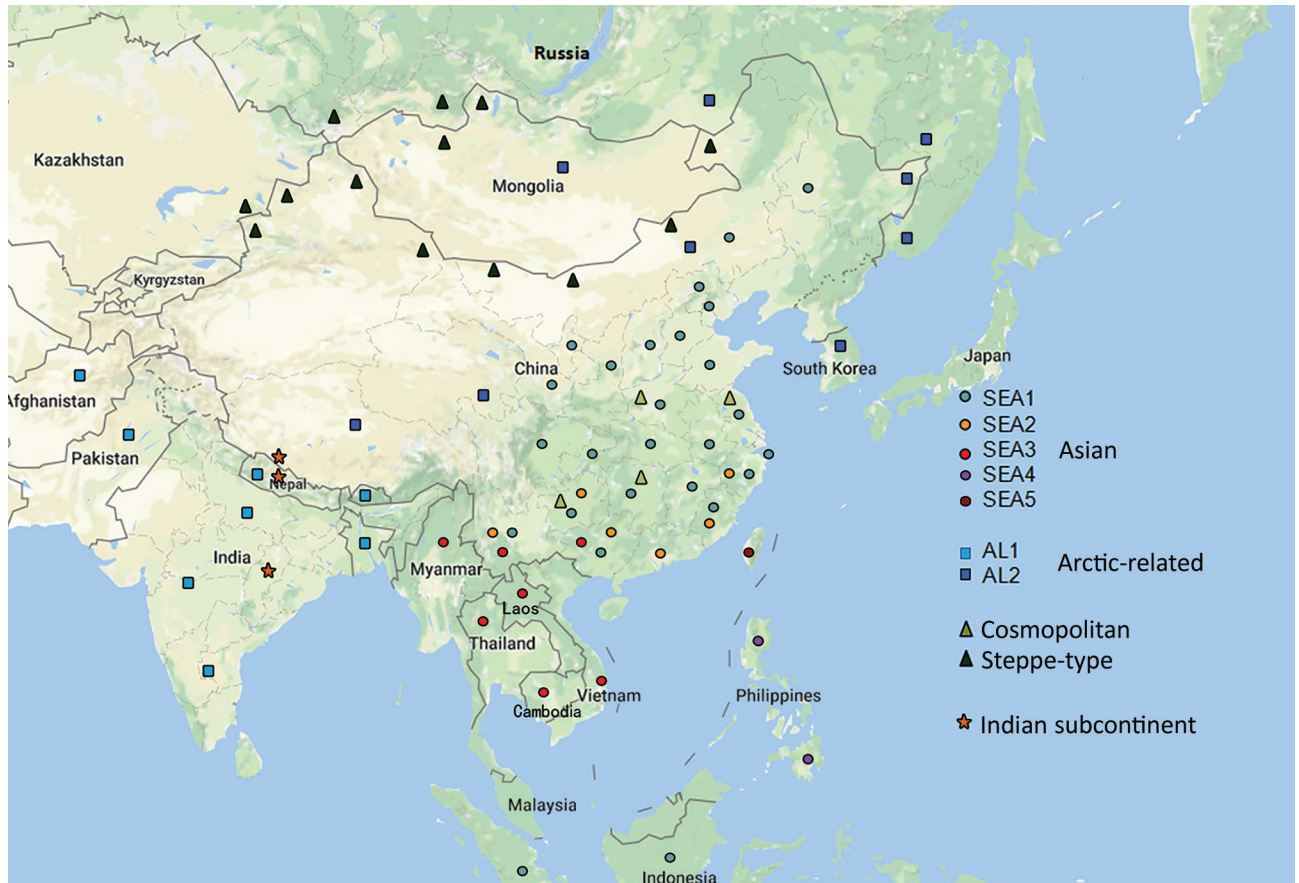 Russia
Kazakhstan
Mongolia
Kyrgyzstan
China
South Korea
Japan
Afghanistan
Pakistan
Nepal
India
Myanmar
Laos
Thailand
Vietnam
Cambodia
Philippines
Malaysia
Indonesia
SEA1
SEA2
SEA3
Asian
SEA4
SEA5
AL1
Arctic-related
AL2
Cosmopolitan
Steppe-type
Indian subcontinent